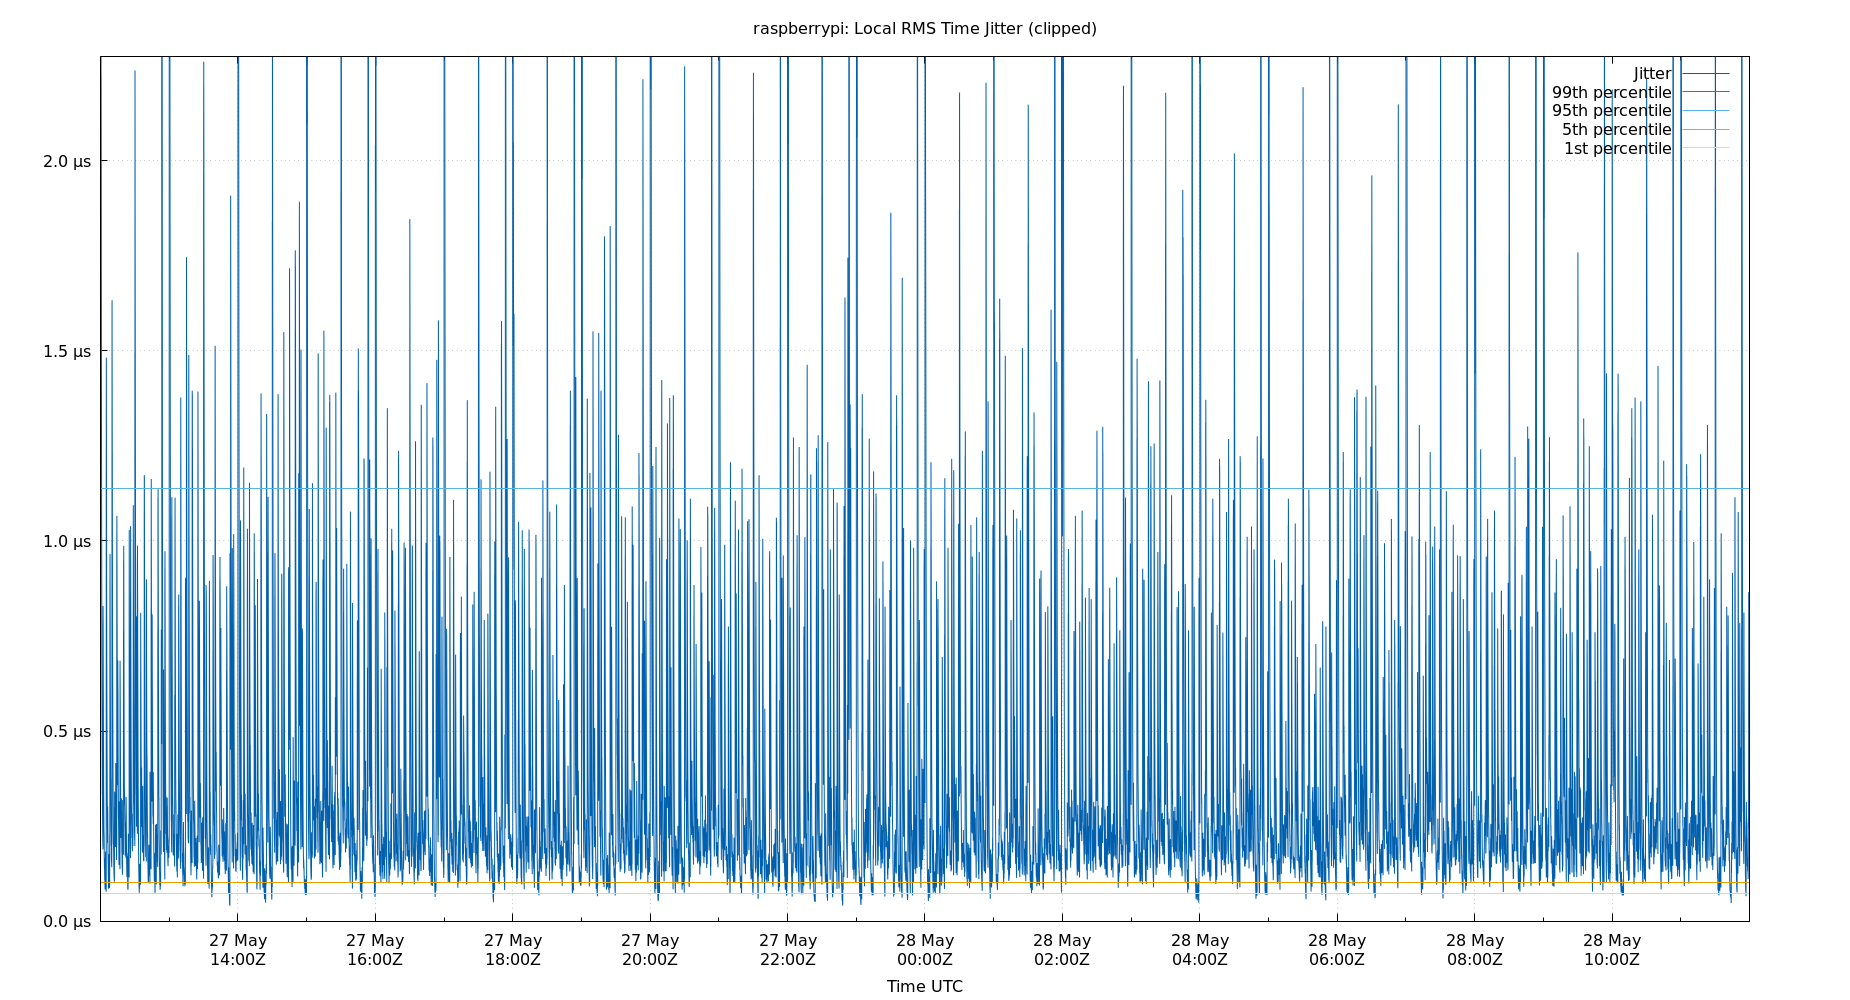 raspberrypi: Local RMS Time Jitter (clipped)
Jitter
99th percentile
95th percentile
5th percentile
1st percentile
2.0 µs
1.5 µs
1.0 µs
0.5 µs
0.0 µs
27 May 27 May 27 May 27 May 27 May 28 May 28 May 28 May 28 May 28 May 28 May
14:00Z 16:00Z 18:00Z 20:00Z 22:00Z 00:00Z 02:00Z 04:00Z 06:00Z 08:00Z 10:00Z
Time UTC